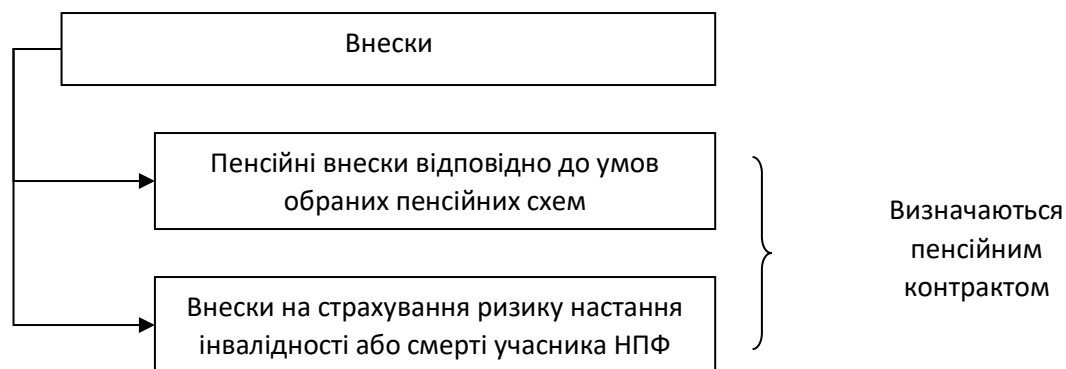 Внески
Пенсійні внески відповідно до умов
обраних пенсійних схем
Внески на страхування ризику настання
інвалідності або смерті учасника НПФ
Визначаються
пенсійним
контрактом